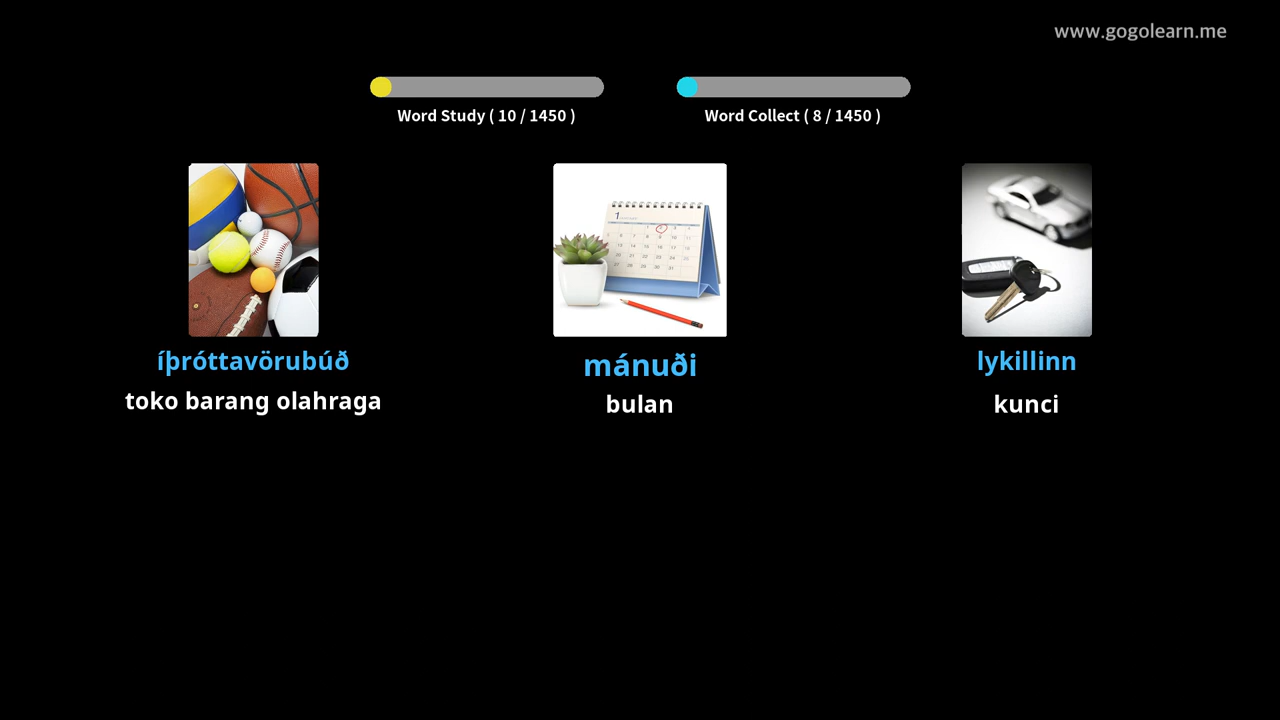 www.gogolearn.me
Word Study ( 10 / 1450 )
Word Collect ( 8 / 1450 )
íþróttavörubúð
toko barang olahraga
mánuði
bulan
lykillinn
kunci